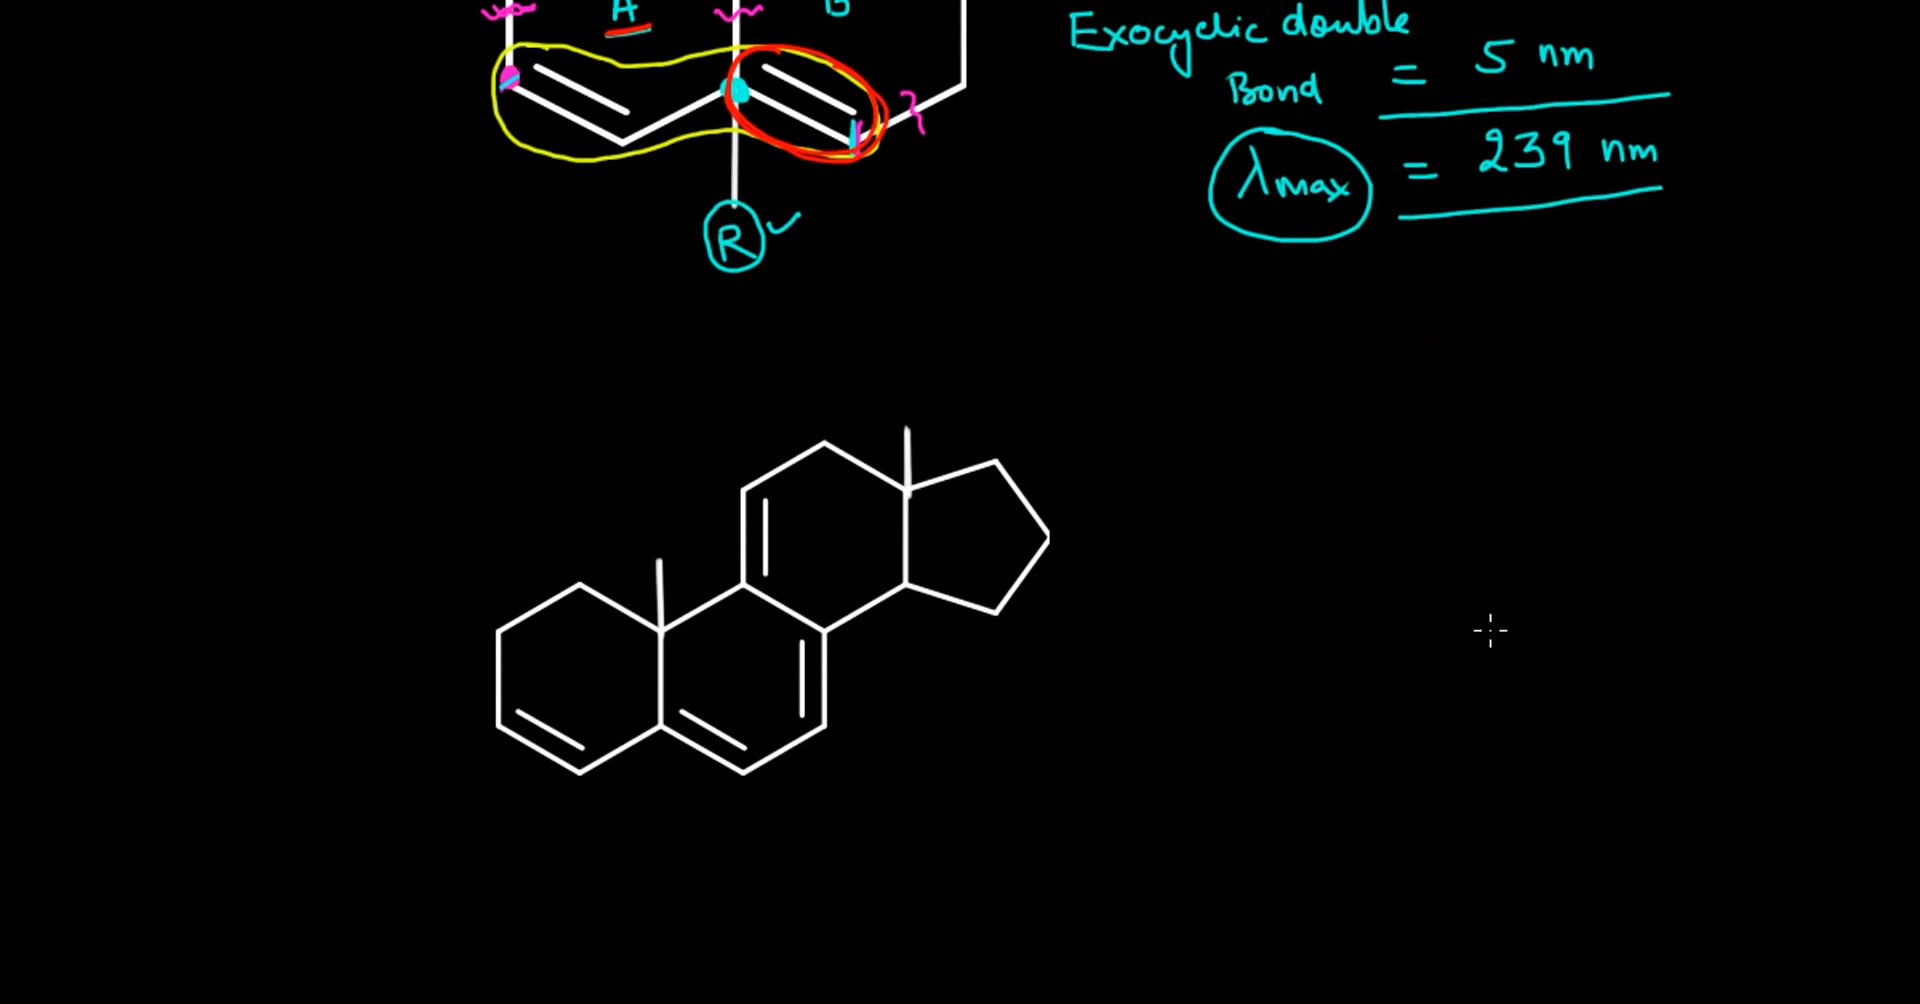 A B
Exocyclic double
Bond = 5 nm
λmax = 239 nm
R